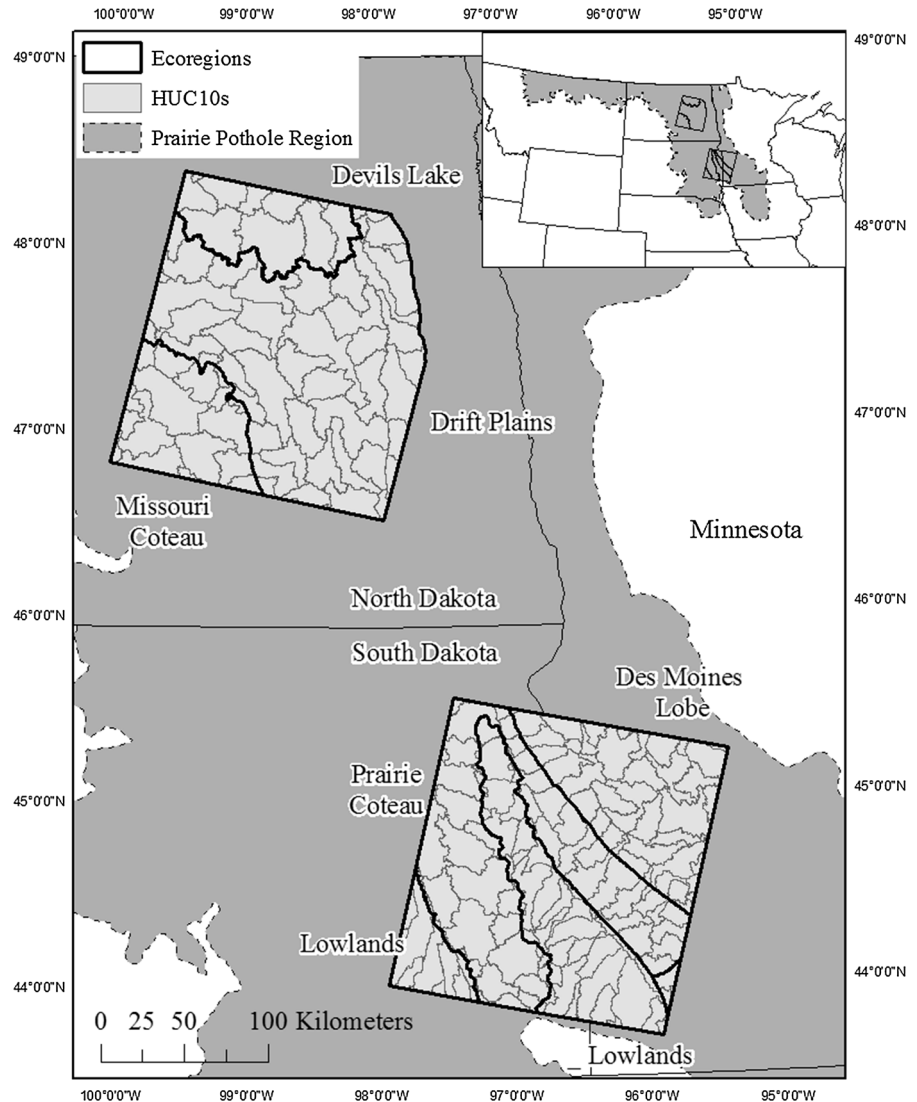 100°0'0"W 99°0'0"W 98°0'0"W 97°0'0"W 96°0'0"W 95°0'0"W
49°0'0"N
49°0'0"N
Ecoregions
HUC10s
Prairie Pothole Region
Devils Lake
48°0'0"N
48°0'0"N
47°0'0"N
47°0'0"N
Drift Plains
Missouri
Coteau
Minnesota
North Dakota
46°0'0"N
46°0'0"N
South Dakota
Des Moines
Lobe
Prairie
Coteau
45°0'0"N
45°0'0"N
Lowlands
44°0'0"N
44°0'0"N
0 25 50 100 Kilometers
Lowlands
100°0'0"W 99°0'0"W 98°0'0"W 97°0'0"W 96°0'0"W 95°0'0"W